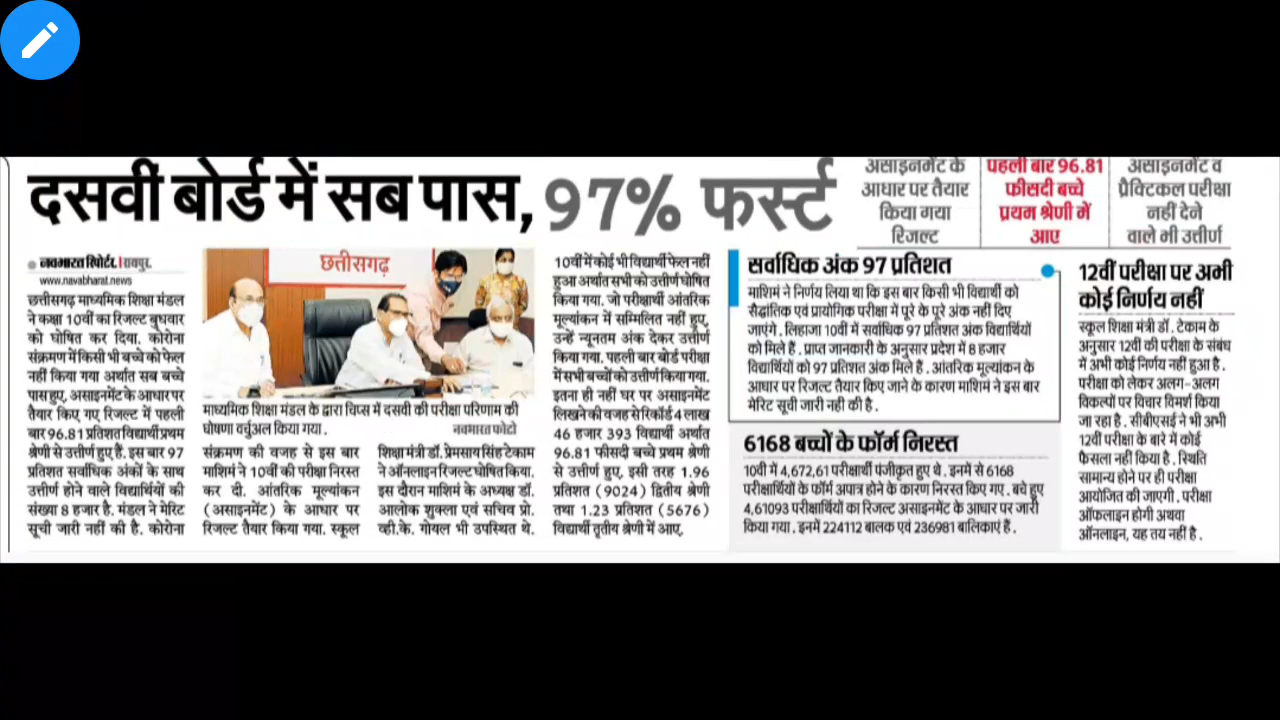 दसवीं बोर्ड में सब पास, 97% फर्स्ट
असाइनमेंट के
आधार पर तैयार
किया गया
रिजल्ट
पहली बार 96.81
फीसदी बच्चे
प्रथम श्रेणी में
आए
असाइनमेंट व
प्रैक्टिकल परीक्षा
नहीं देने
वाले भी उत्तीर्ण
नवभारत रिपोर्टर. । रायपुर.
www.navabharat.news
छत्तीसगढ़ माध्यमिक शिक्षा मंडल
ने कक्षा 10वीं का रिजल्ट बुधवार
को घोषित कर दिया. कोरोना
संक्रमण में किसी भी बच्चे को फेल
नहीं किया गया अर्थात सब बच्चे
पास हुए. असाइनमेंट के आधार पर
तैयार किए गए रिजल्ट में पहली
बार 96.81 प्रतिशत विद्यार्थी प्रथम
श्रेणी से उत्तीर्ण हुए हैं. इस बार 97
प्रतिशत सर्वाधिक अंकों के साथ
उत्तीर्ण होने वाले विद्यार्थियों की
संख्या 8 हजार है. मंडल ने मेरिट
सूची जारी नहीं की है. कोरोना
छत्तीसगढ़
माध्यमिक शिक्षा मंडल के द्वारा चिप्स में दसवी की परीक्षा परिणाम की
घोषणा वर्चुअल किया गया.
नवभारत फोटो
संक्रमण की वजह से इस बार
माशिमं ने 10वीं की परीक्षा निरस्त
कर दी. आंतरिक मूल्यांकन
(असाइनमेंट) के आधार पर
रिजल्ट तैयार किया गया. स्कूल
शिक्षा मंत्री डॉ. प्रेमसाय सिंह टेकाम
ने ऑनलाइन रिजल्ट घोषित किया.
इस दौरान माशिमं के अध्यक्ष डॉ.
आलोक शुक्ला एवं सचिव प्रो.
व्ही.के. गोयल भी उपस्थित थे.
10वीं में कोई भी विद्यार्थी फेल नहीं
हुआ अर्थात सभी को उत्तीर्ण घोषित
किया गया. जो परीक्षार्थी आंतरिक
मूल्यांकन में सम्मिलित नहीं हुए,
उन्हें न्यूनतम अंक देकर उत्तीर्ण
किया गया. पहली बार बोर्ड परीक्षा
में सभी बच्चों को उत्तीर्ण किया गया.
इतना ही नहीं घर पर असाइनमेंट
लिखने की वजह से रिकॉर्ड 4 लाख
46 हजार 393 विद्यार्थी अर्थात
96.81 फीसदी बच्चे प्रथम श्रेणी
से उत्तीर्ण हुए. इसी तरह 1.96
प्रतिशत (9024) द्वितीय श्रेणी
तथा 1.23 प्रतिशत (5676)
विद्यार्थी तृतीय श्रेणी में आए.
सर्वाधिक अंक 97 प्रतिशत
माशिमं ने निर्णय लिया था कि इस बार किसी भी विद्यार्थी को
सैद्धांतिक एवं प्रायोगिक परीक्षा में पूरे के पूरे अंक नहीं दिए
जाएंगे. लिहाजा 10वीं में सर्वाधिक 97 प्रतिशत अंक विद्यार्थियों
को मिले हैं. प्राप्त जानकारी के अनुसार प्रदेश में 8 हजार
विद्यार्थियों को 97 प्रतिशत अंक मिले हैं. आंतरिक मूल्यांकन के
आधार पर रिजल्ट तैयार किए जाने के कारण माशिमं ने इस बार
मेरिट सूची जारी नही की है.
6168 बच्चों के फॉर्म निरस्त
10वीं में 4,672,61 परीक्षार्थी पंजीकृत हुए थे. इनमें से 6168
परीक्षार्थियों के फॉर्म अपात्र होने के कारण निरस्त किए गए. बचे हुए
4,61093 परीक्षार्थियों का रिजल्ट असाइनमेंट के आधार पर जारी
किया गया. इनमें 224112 बालक एवं 236981 बालिकाएं हैं.
12वीं परीक्षा पर अभी
कोई निर्णय नहीं
स्कूल शिक्षा मंत्री डॉ. टेकाम के
अनुसार 12वीं की परीक्षा के संबंध
में अभी कोई निर्णय नहीं हुआ है.
परीक्षा को लेकर अलग-अलग
विकल्पों पर विचार विमर्श किया
जा रहा है. सीबीएसई ने भी अभी
12वीं परीक्षा के बारे में कोई
फैसला नहीं किया है. स्थिति
सामान्य होने पर ही परीक्षा
आयोजित की जाएगी. परीक्षा
ऑफलाइन होगी अथवा
ऑनलाइन, यह तय नहीं है.